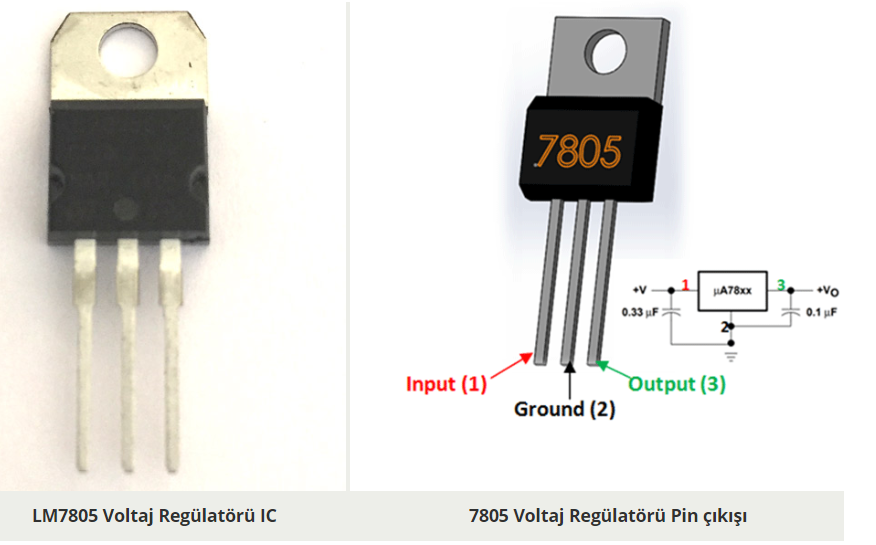 7805
+V
1
µA78xx
3
+VO
0.33 µF
2
0.1 µF
Input (1)
Output (3)
Ground (2)
LM7805 Voltaj Regülatörü IC
7805 Voltaj Regülatörü Pin çıkışı